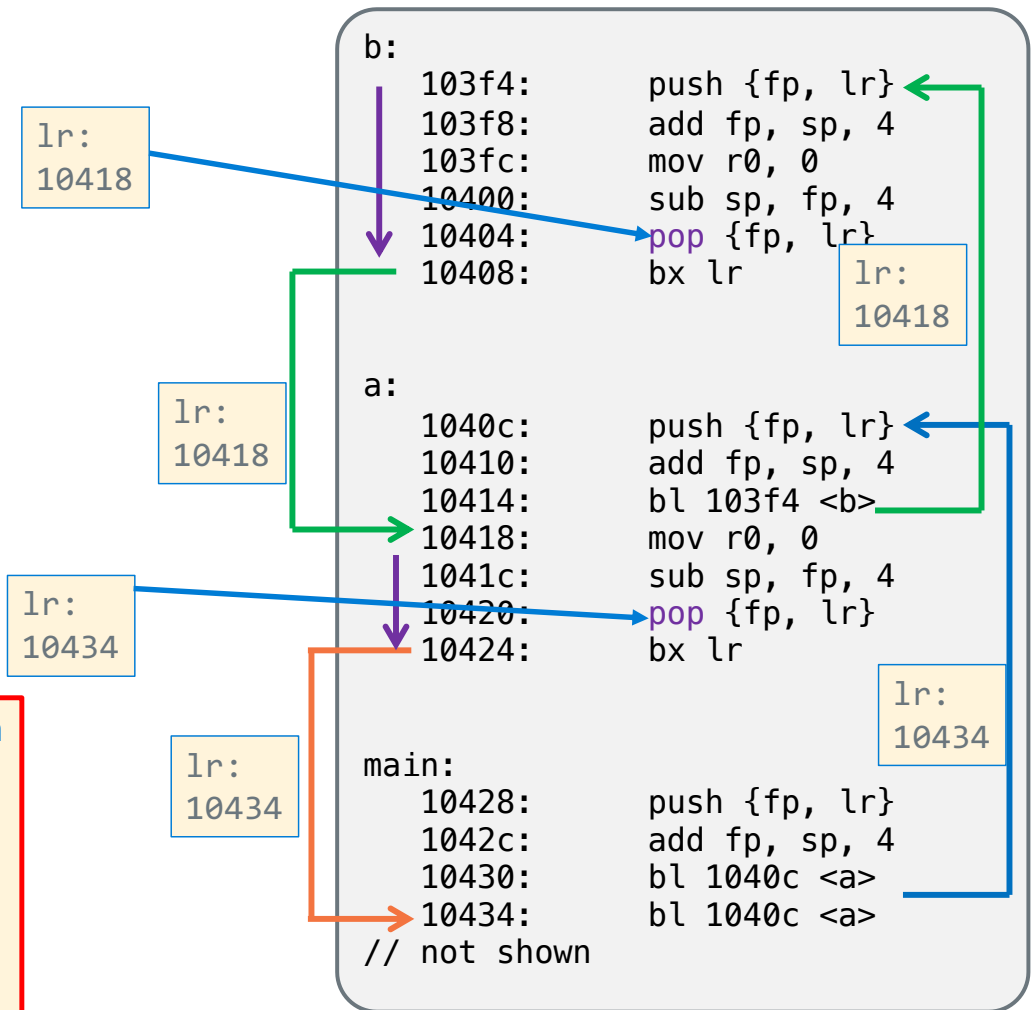 b:
103f4: push {fp, lr}
103f8: add fp, sp, 4
103fc: mov r0, 0
10400: sub sp, fp, 4
10404: pop {fp, lr}
10408: bx lr
lr:
10418
lr:
10418
lr:
10418
a:
1040c: push {fp, lr}
10410: add fp, sp, 4
10414: bl 103f4 <b>
10418: mov r0, 0
1041c: sub sp, fp, 4
10420: pop {fp, lr}
10424: bx lr
lr:
10434
lr:
10434
lr:
10434
main:
10428: push {fp, lr}
1042c: add fp, sp, 4
10430: bl 1040c <a>
10434: bl 1040c <a>
// not shown